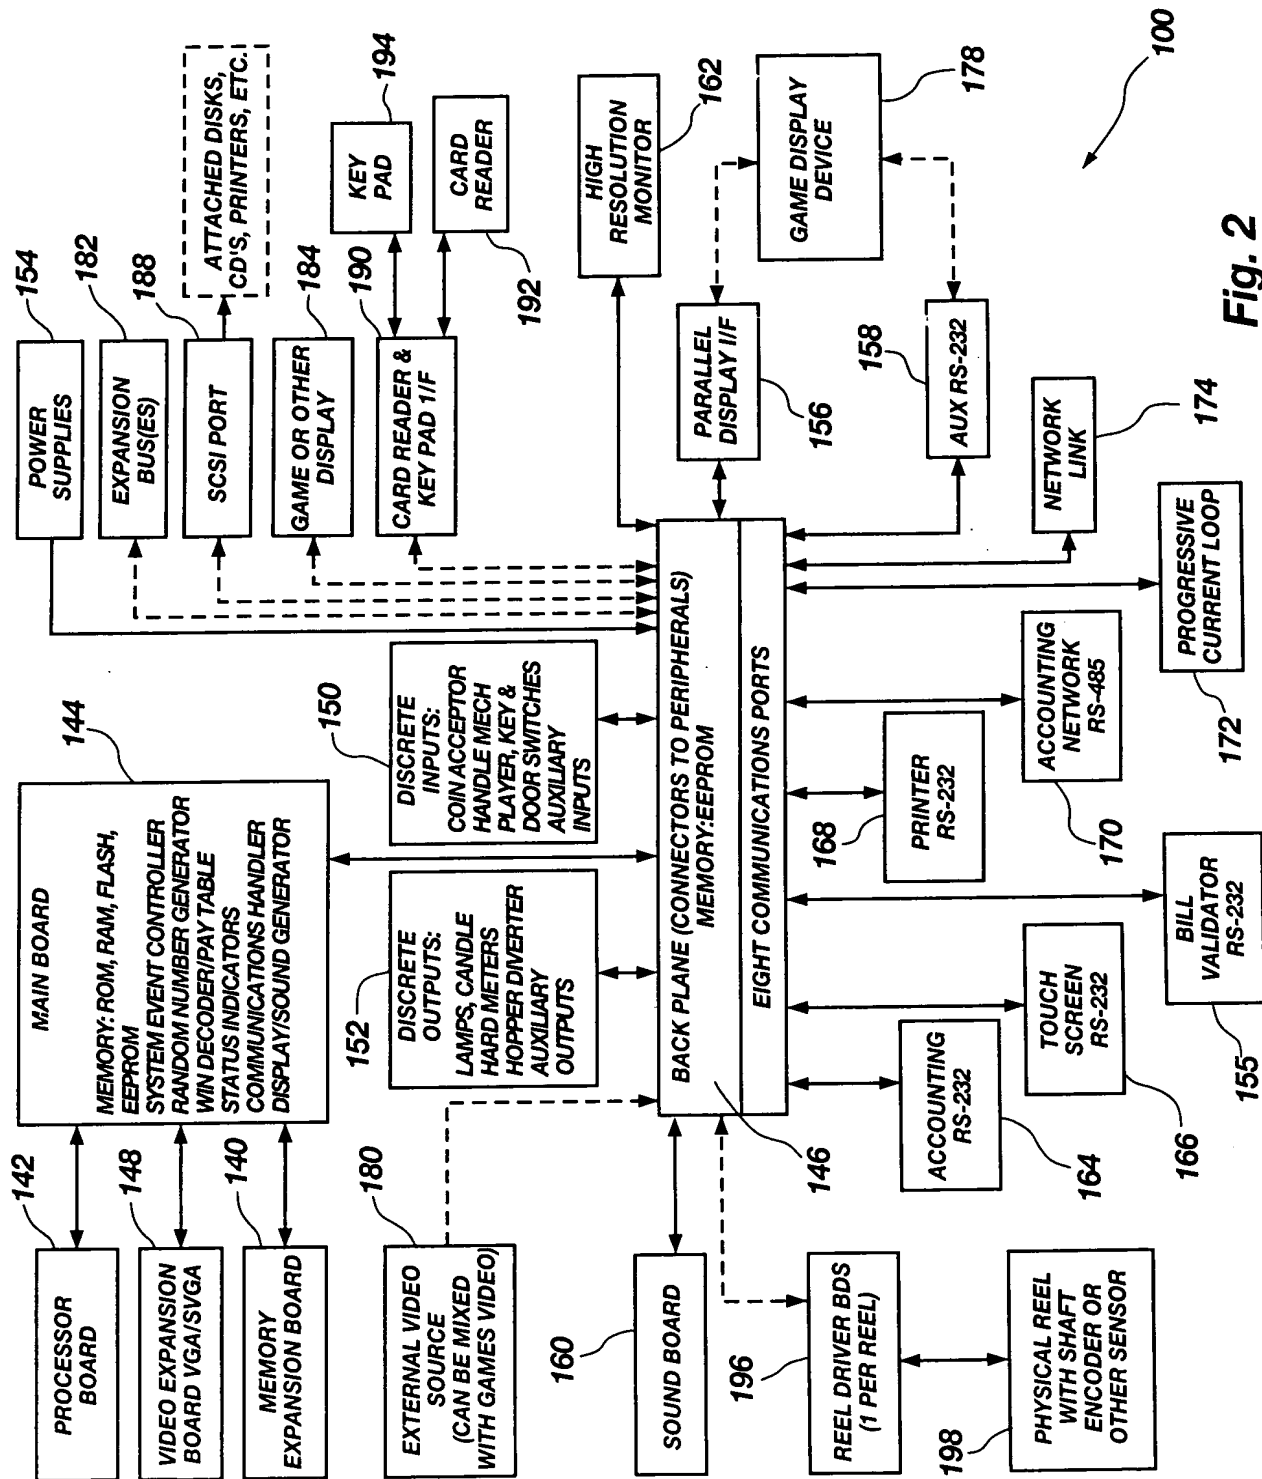 142
PROCESSOR
BOARD
148
VIDEO EXPANSION
BOARD VGA/SVGA
140
MEMORY
EXPANSION BOARD
144
MAIN BOARD
MEMORY: ROM, RAM, FLASH,
EEPROM
SYSTEM EVENT CONTROLLER
RANDOM NUMBER GENERATOR
WIN DECODER/PAY TABLE
STATUS INDICATORS
COMMUNICATIONS HANDLER
DISPLAY/SOUND GENERATOR
154
POWER
SUPPLIES
182
EXPANSION
BUS(ES)
188
SCSI PORT
ATTACHED DISKS,
CD'S, PRINTERS, ETC.
184
GAME OR OTHER
DISPLAY
190
CARD READER &
KEY PAD 1/F
194
KEY
PAD
CARD
READER
192
180
EXTERNAL VIDEO
SOURCE
(CAN BE MIXED
WITH GAMES VIDEO)
152
DISCRETE
OUTPUTS:
LAMPS, CANDLE
HARD METERS
HOPPER DIVERTER
AUXILIARY
OUTPUTS
150
DISCRETE
INPUTS:
COIN ACCEPTOR
HANDLE MECH
PLAYER, KEY &
DOOR SWITCHES
AUXILIARY
INPUTS
160
SOUND BOARD
BACK PLANE (CONNECTORS TO PERIPHERALS)
MEMORY:EEPROM
EIGHT COMMUNICATIONS PORTS
146
HIGH
RESOLUTION
MONITOR
162
PARALLEL
DISPLAY I/F
156
GAME DISPLAY
DEVICE
178
158
AUX RS-232
196
REEL DRIVER BDS
(1 PER REEL)
198
PHYSICAL REEL
WITH SHAFT
ENCODER OR
OTHER SENSOR
ACCOUNTING
RS-232
164
TOUCH
SCREEN
RS-232
166
BILL
VALIDATOR
RS-232
155
168
PRINTER
RS-232
ACCOUNTING
NETWORK
RS-485
170
PROGRESSIVE
CURRENT LOOP
172
NETWORK
LINK
174
100
Fig. 2